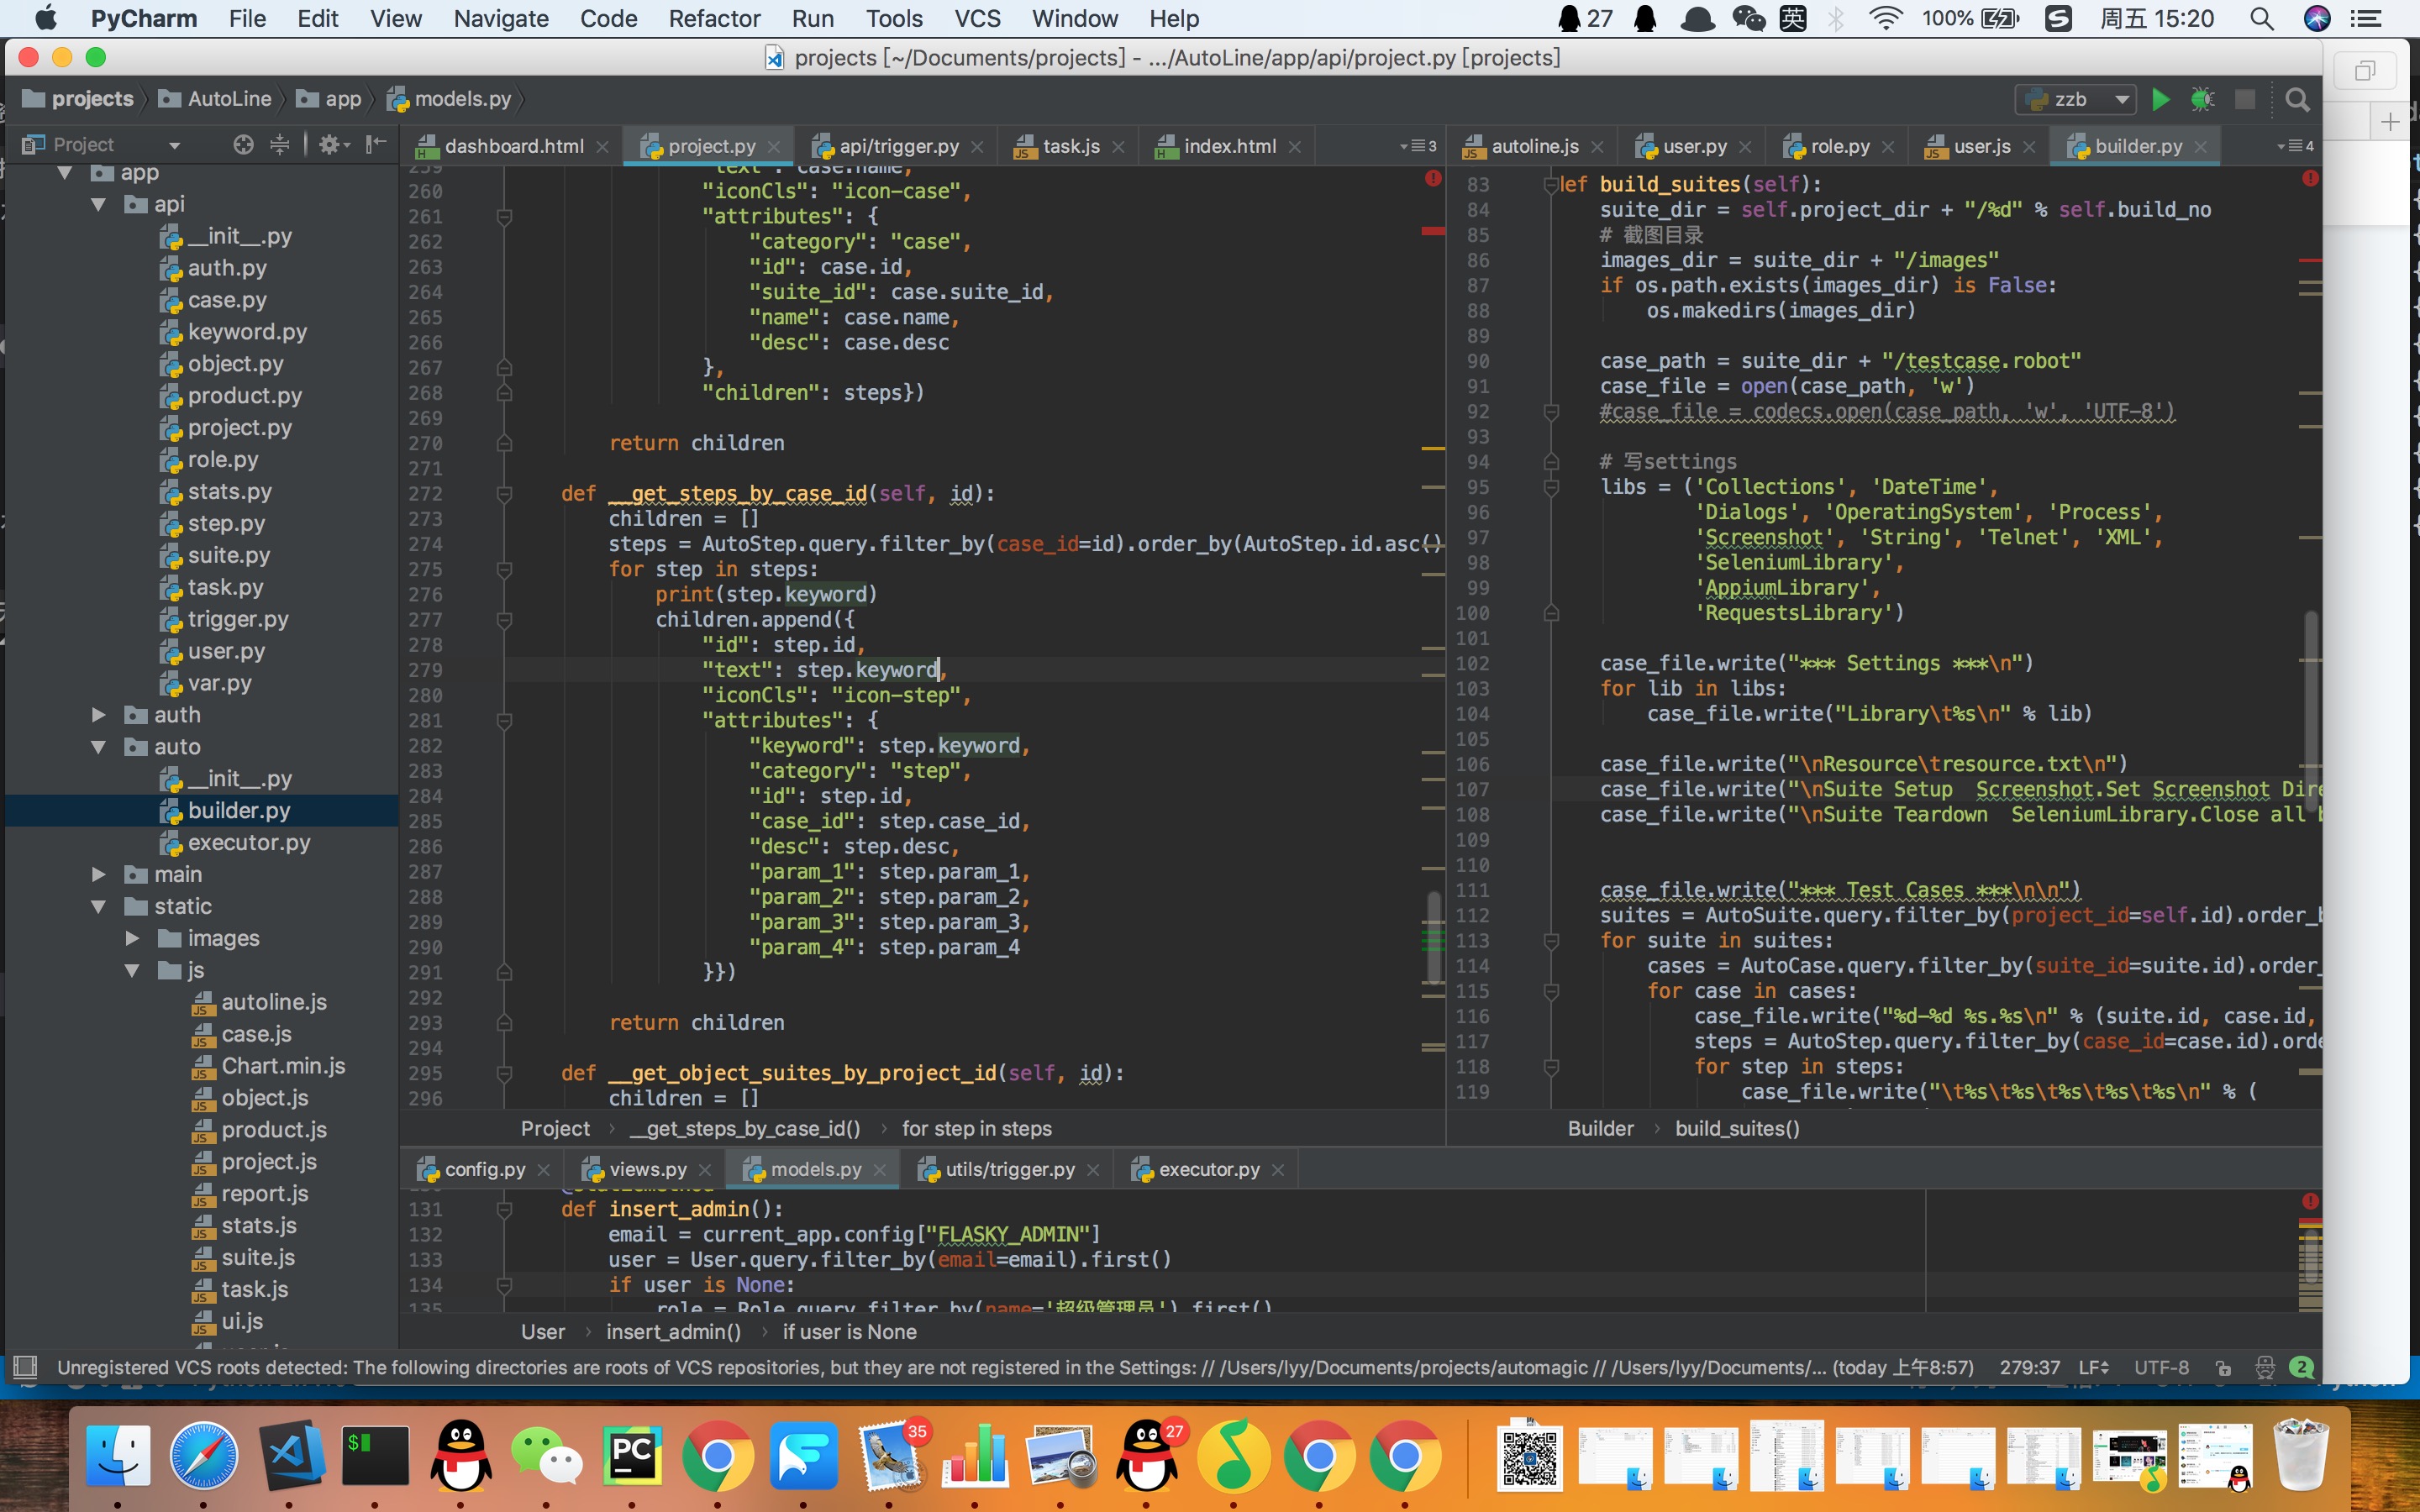 PyCharm File Edit View Navigate Code Refactor Run Tools VCS Window Help 27 英 100% 周五 15:20
projects [~/Documents/projects] - .../AutoLine/app/api/project.py [projects]
projects AutoLine app models.py zzb
Project
app
api
__init__.py
auth.py
case.py
keyword.py
object.py
product.py
project.py
role.py
stats.py
step.py
suite.py
task.py
trigger.py
user.py
var.py
auth
auto
__init__.py
builder.py
executor.py
main
static
images
js
autoline.js
case.js
Chart.min.js
object.js
product.js
project.js
report.js
stats.js
suite.js
task.js
ui.js
dashboard.html project.py api/trigger.py task.js index.html 3
259 "text": case.name,
260 "iconCls": "icon-case",
261 "attributes": {
262 "category": "case",
263 "id": case.id,
264 "suite_id": case.suite_id,
265 "name": case.name,
266 "desc": case.desc
267 },
268 "children": steps})
269
270 return children
271
272 def __get_steps_by_case_id(self, id):
273 children = []
274 steps = AutoStep.query.filter_by(case_id=id).order_by(AutoStep.id.asc()
275 for step in steps:
276 print(step.keyword)
277 children.append({
278 "id": step.id,
279 "text": step.keyword,
280 "iconCls": "icon-step",
281 "attributes": {
282 "keyword": step.keyword,
283 "category": "step",
284 "id": step.id,
285 "case_id": step.case_id,
286 "desc": step.desc,
287 "param_1": step.param_1,
288 "param_2": step.param_2,
289 "param_3": step.param_3,
290 "param_4": step.param_4
291 }})
292
293 return children
294
295 def __get_object_suites_by_project_id(self, id):
296 children = []
Project __get_steps_by_case_id() for step in steps
autoline.js user.py role.py user.js builder.py 4
83 def build_suites(self):
84 suite_dir = self.project_dir + "/%d" % self.build_no
85 # 截图目录
86 images_dir = suite_dir + "/images"
87 if os.path.exists(images_dir) is False:
88 os.makedirs(images_dir)
89
90 case_path = suite_dir + "/testcase.robot"
91 case_file = open(case_path, 'w')
92 #case_file = codecs.open(case_path, 'w', 'UTF-8')
93
94 # 写settings
95 libs = ('Collections', 'DateTime',
96 'Dialogs', 'OperatingSystem', 'Process',
97 'Screenshot', 'String', 'Telnet', 'XML',
98 'SeleniumLibrary',
99 'AppiumLibrary',
100 'RequestsLibrary')
101
102 case_file.write("*** Settings ***\n")
103 for lib in libs:
104 case_file.write("Library\t%s\n" % lib)
105
106 case_file.write("\nResource\tresource.txt\n")
107 case_file.write("\nSuite Setup  Screenshot.Set Screenshot Dire
108 case_file.write("\nSuite Teardown  SeleniumLibrary.Close all b
109
110
111 case_file.write("*** Test Cases ***\n\n")
112 suites = AutoSuite.query.filter_by(project_id=self.id).order_b
113 for suite in suites:
114 cases = AutoCase.query.filter_by(suite_id=suite.id).order_
115 for case in cases:
116 case_file.write("%d-%d %s.%s\n" % (suite.id, case.id,
117 steps = AutoStep.query.filter_by(case_id=case.id).orde
118 for step in steps:
119 case_file.write("\t%s\t%s\t%s\t%s\t%s\n" % (
Builder build_suites()
config.py views.py models.py utils/trigger.py executor.py
@staticmethod
131 def insert_admin():
132 email = current_app.config["FLASKY_ADMIN"]
133 user = User.query.filter_by(email=email).first()
134 if user is None:
135 role = Role.query.filter_by(name='超级管理员').first()
User insert_admin() if user is None
Unregistered VCS roots detected: The following directories are roots of VCS repositories, but they are not registered in the Settings: // /Users/lyy/Documents/projects/automagic // /Users/lyy/Documents/... (today 上午8:57) 279:37 LF UTF-8 2
$ PC 35 27